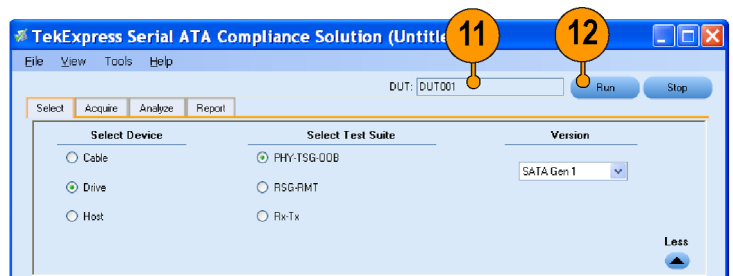 TekExpress Serial ATA Compliance Solution (Untitle
11
12
File View Tools Help
DUT: DUT001
Run
Stop
Select Acquire Analyze Report
Select Device
Select Test Suite
Version
Cable
PHY-TSG-OOB
SATA Gen 1
Drive
RSG-RMT
Host
Rx-Tx
Less